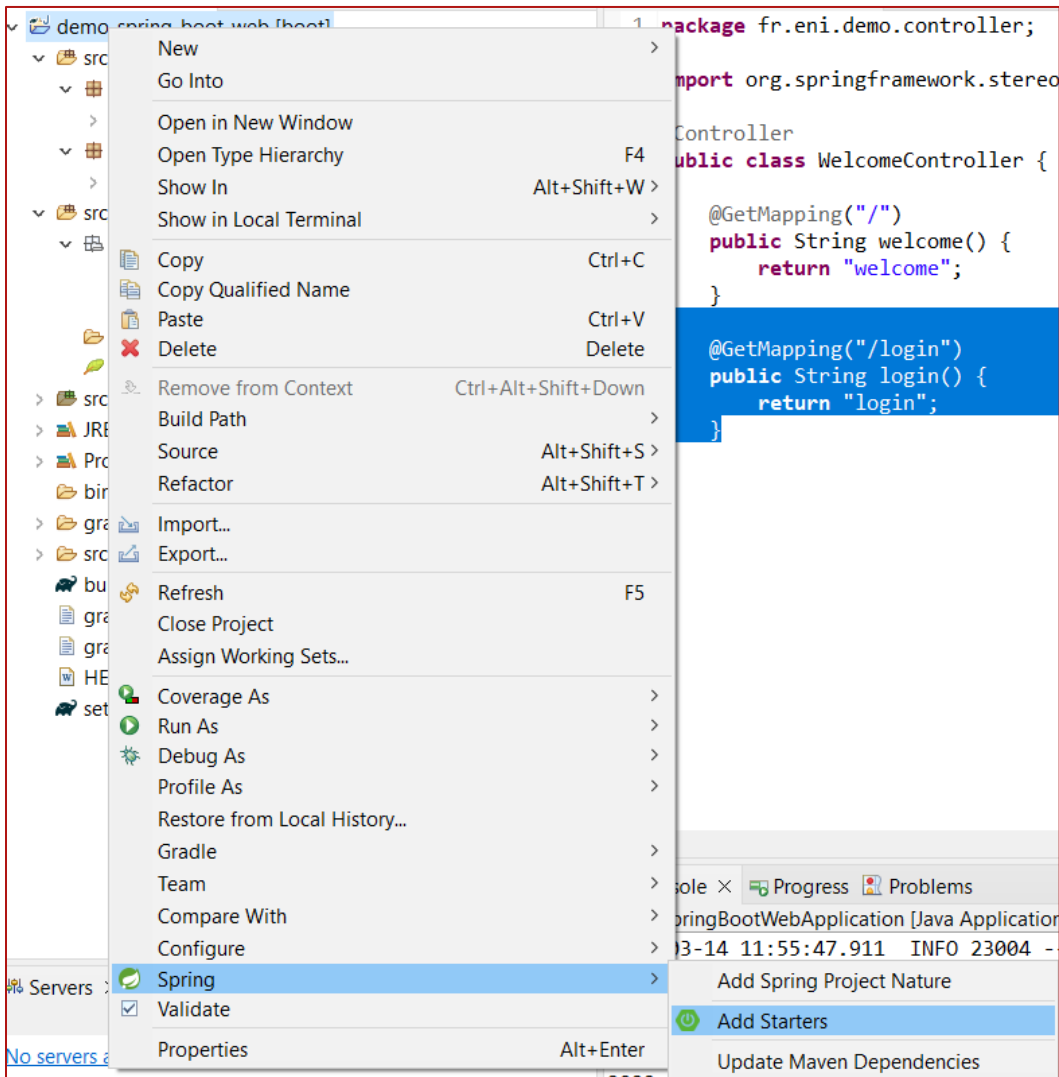 demo_spring_boot_web [boot]
src
src
src
JRE
Pro
bin
gra
src
bu
gra
gra
HE
set
Servers
No servers a
New
Go Into
Open in New Window
Open Type Hierarchy F4
Show In Alt+Shift+W >
Show in Local Terminal
Copy Ctrl+C
Copy Qualified Name
Paste Ctrl+V
Delete Delete
Remove from Context Ctrl+Alt+Shift+Down
Build Path
Source Alt+Shift+S >
Refactor Alt+Shift+T >
Import...
Export...
Refresh F5
Close Project
Assign Working Sets...
Coverage As
Run As
Debug As
Profile As
Restore from Local History...
Gradle
Team
Compare With
Configure
Spring
Validate
Properties Alt+Enter
Add Spring Project Nature
Add Starters
Update Maven Dependencies
1 package fr.eni.demo.controller;
mport org.springframework.stereo
Controller
ublic class WelcomeController {
@GetMapping("/")
public String welcome() {
return "welcome";
}
@GetMapping("/login")
public String login() {
return "login";
}
sole Progress Problems
pringBootWebApplication [Java Application
03-14 11:55:47.911 INFO 23004 --